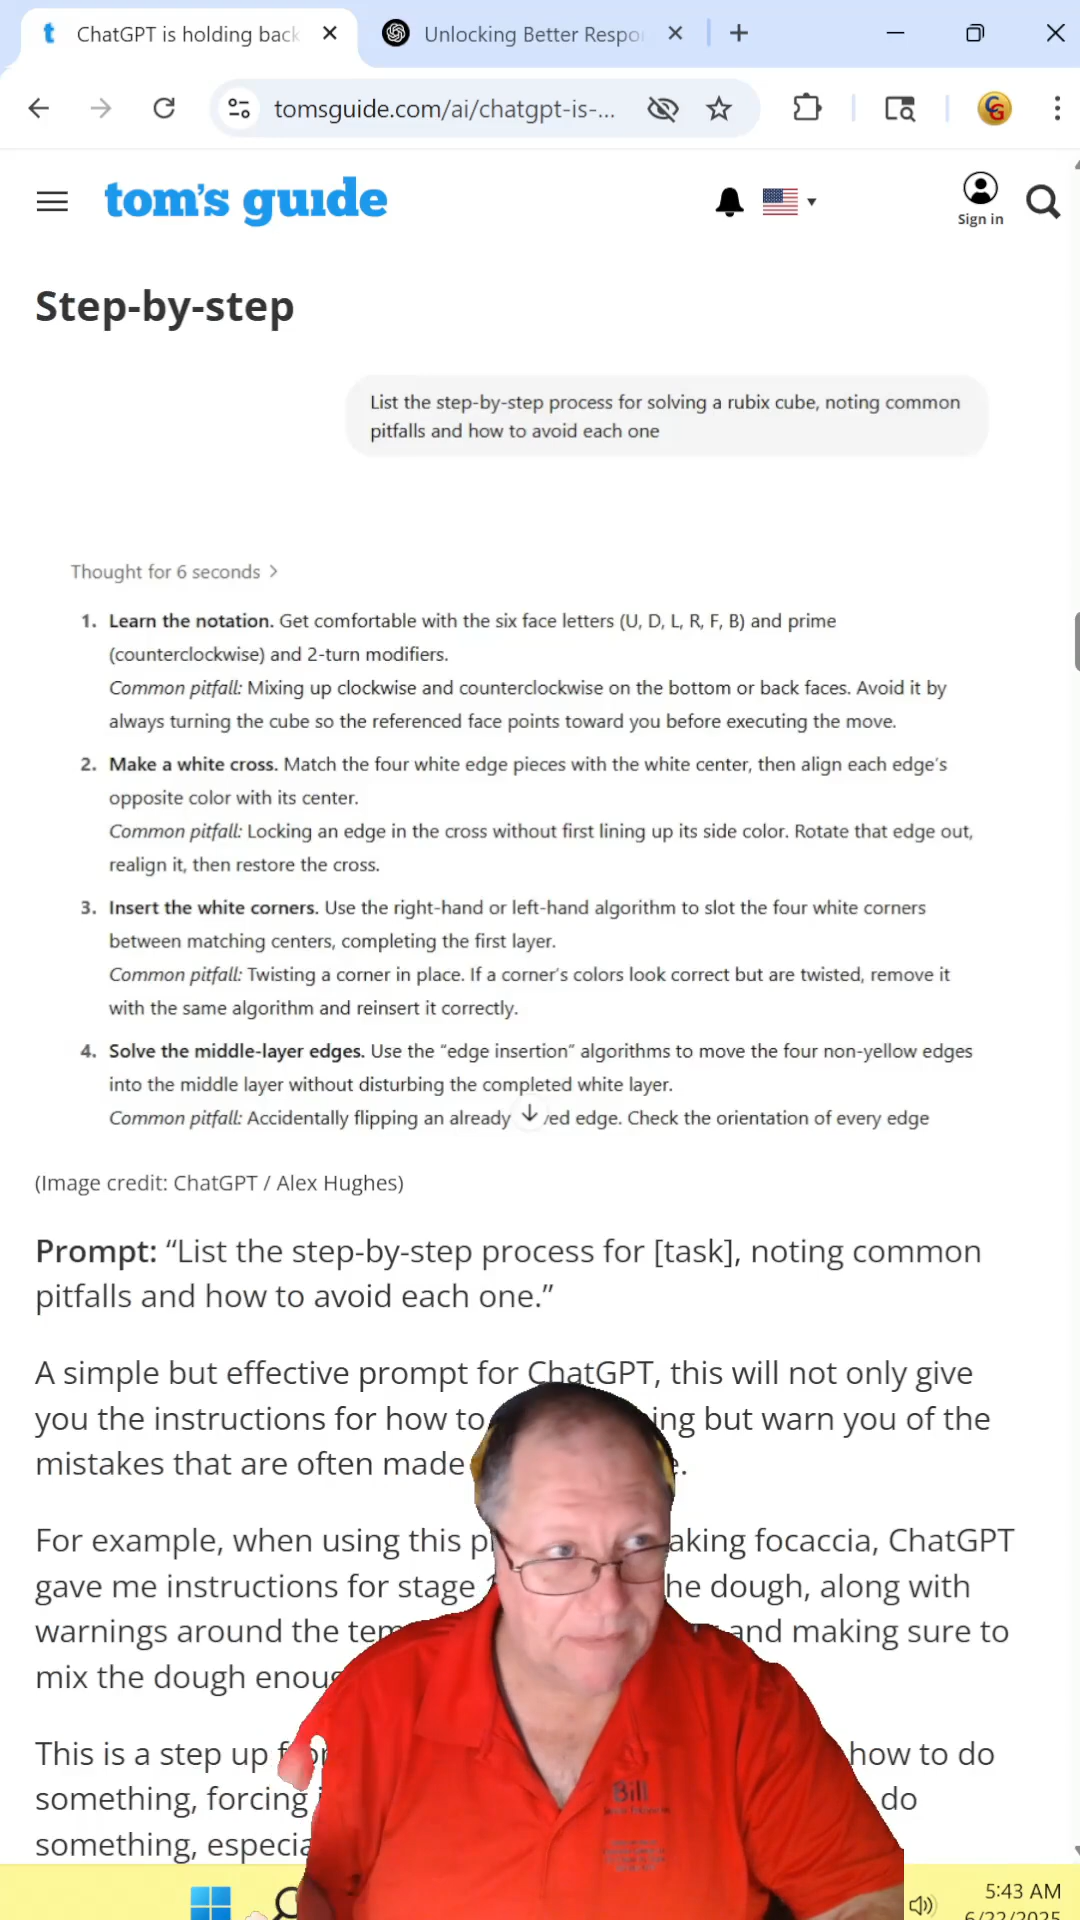 ChatGPT is holding back
Unlocking Better Respo
tomsguide.com/ai/chatgpt-is-...
tom's guide
Sign in
Step-by-step
List the step-by-step process for solving a rubix cube, noting common
pitfalls and how to avoid each one
Thought for 6 seconds >
1. Learn the notation. Get comfortable with the six face letters (U, D, L, R, F, B) and prime
(counterclockwise) and 2-turn modifiers.
Common pitfall: Mixing up clockwise and counterclockwise on the bottom or back faces. Avoid it by
always turning the cube so the referenced face points toward you before executing the move.
2. Make a white cross. Match the four white edge pieces with the white center, then align each edge's
opposite color with its center.
Common pitfall: Locking an edge in the cross without first lining up its side color. Rotate that edge out,
realign it, then restore the cross.
3. Insert the white corners. Use the right-hand or left-hand algorithm to slot the four white corners
between matching centers, completing the first layer.
Common pitfall: Twisting a corner in place. If a corner's colors look correct but are twisted, remove it
with the same algorithm and reinsert it correctly.
4. Solve the middle-layer edges. Use the "edge insertion" algorithms to move the four non-yellow edges
into the middle layer without disturbing the completed white layer.
Common pitfall: Accidentally flipping an already ed edge. Check the orientation of every edge
(Image credit: ChatGPT / Alex Hughes)
Prompt: “List the step-by-step process for [task], noting common
pitfalls and how to avoid each one.”
A simple but effective prompt for ChatGPT, this will not only give
you the instructions for how to ing but warn you of the
mistakes that are often made
For example, when using this p aking focaccia, ChatGPT
gave me instructions for stage he dough, along with
warnings around the tem and making sure to
mix the dough enoug
This is a step up how to do
something, forcing do
something, especia
Bill
5:43 AM
6/22/2025